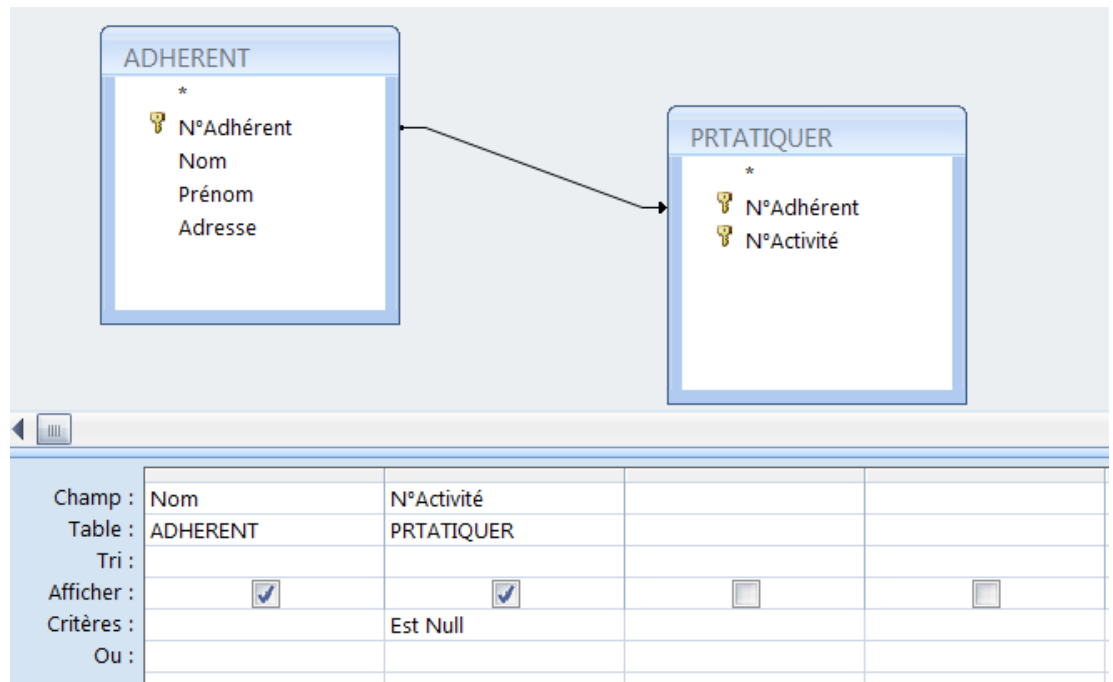 ADHERENT
*
N°Adhérent
Nom
Prénom
Adresse
PRTATIQUER
*
N°Adhérent
N°Activité
Champ : Nom N°Activité
Table : ADHERENT PRTATIQUER
Tri :
Afficher :
Critères : Est Null
Ou :